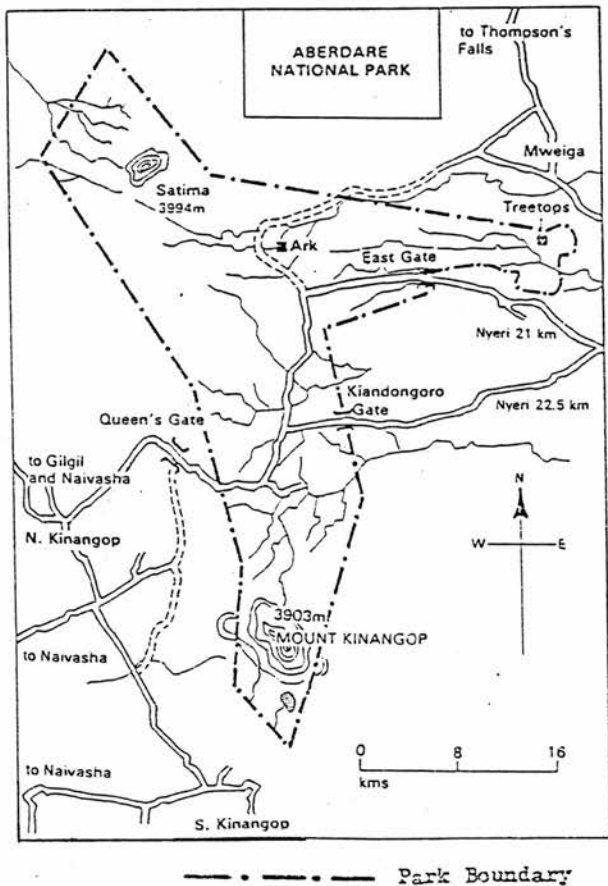 ABERDARE
NATIONAL PARK
to Thompson's
Falls
Mweiga
Satima
3994m
Treetops
Ark
East Gate
Nyeri 21 km
Kiandongoro
Gate
Nyeri 22.5 km
Queen's Gate
to Gilgil
and Naivasha
N. Kinangop
N
W
E
3903m
MOUNT KINANGOP
to Naivasha
0
8
16
kms
to Naivasha
S. Kinangop
Park Boundary